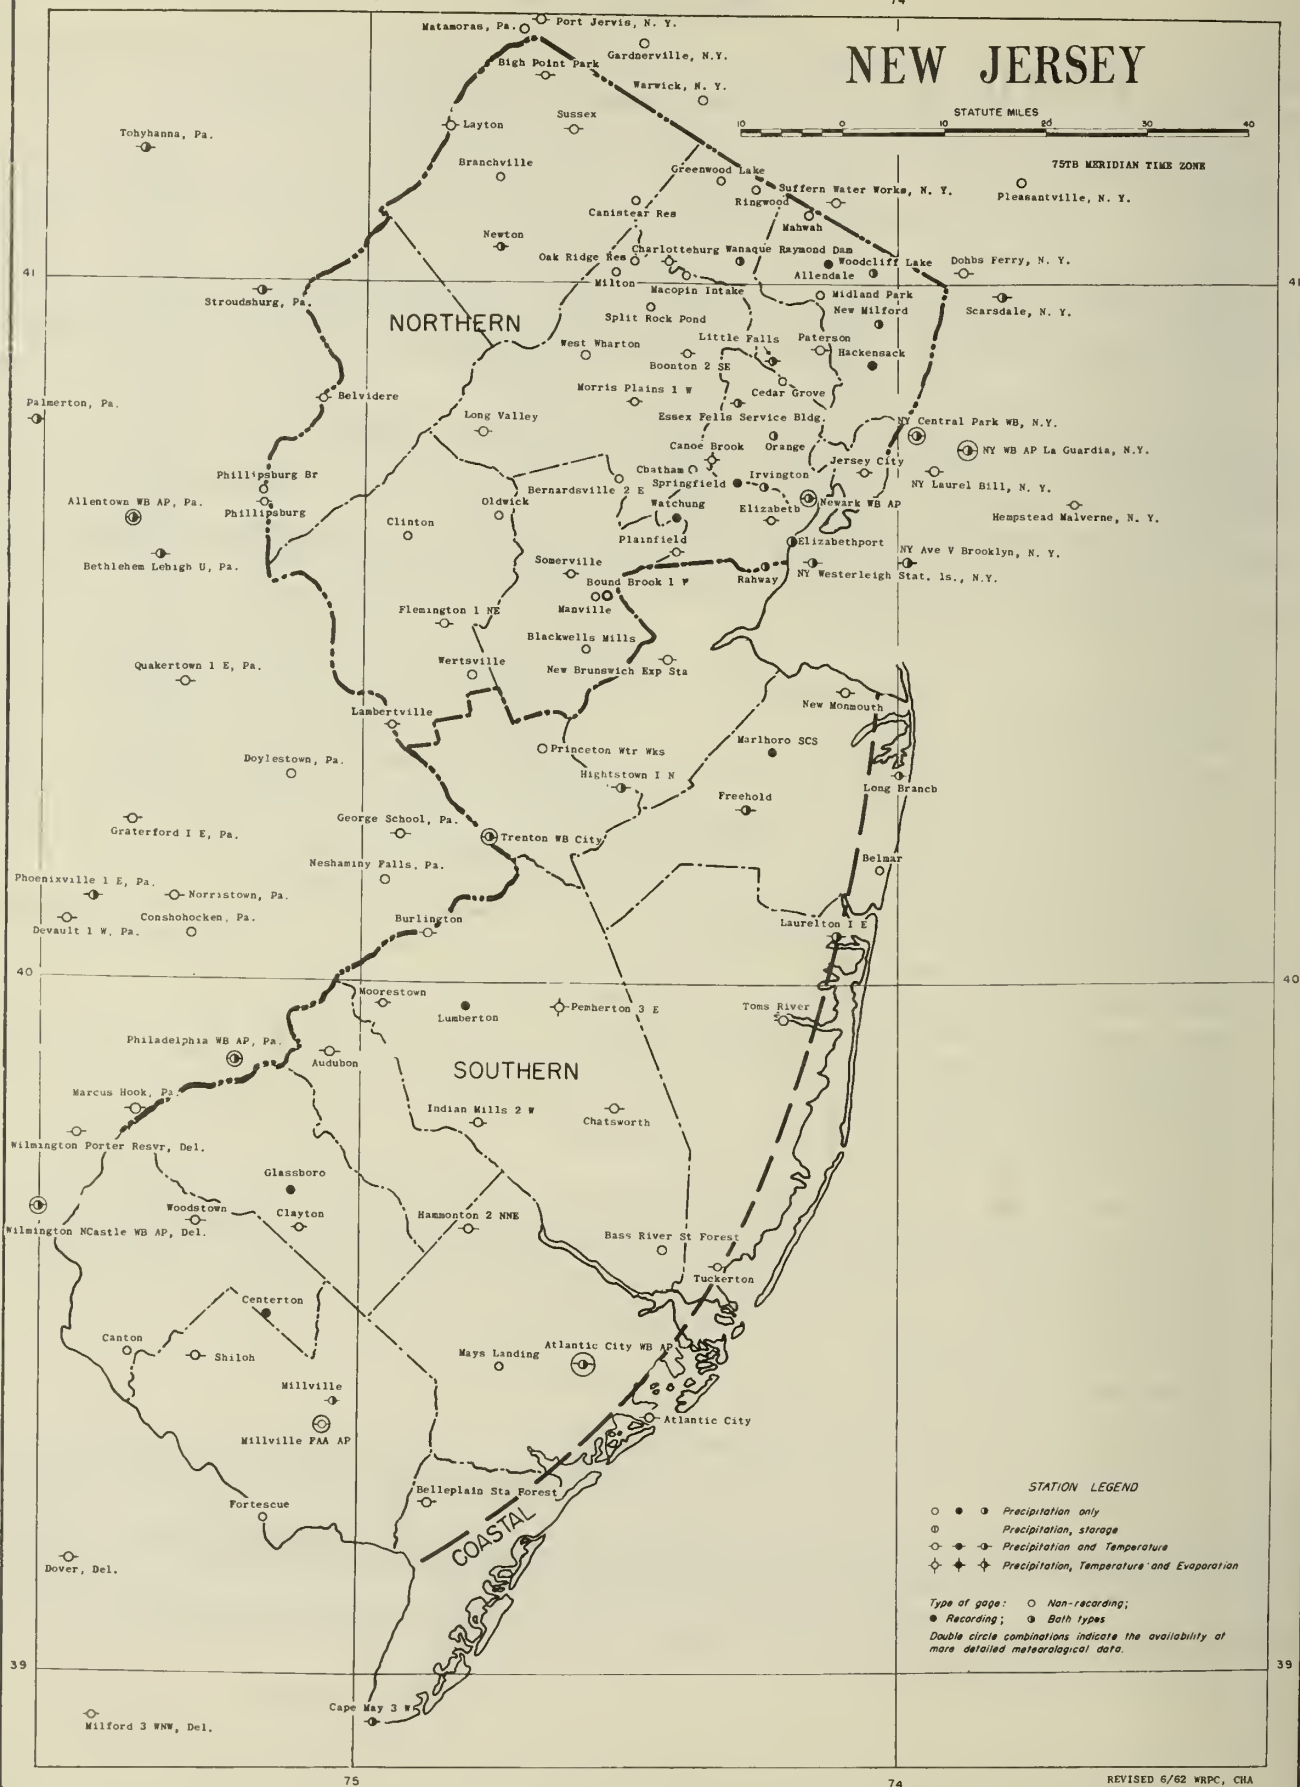 74
Matamoras, Pa.
Port Jervis, N. Y.
Gardnerville, N.Y.
NEW JERSEY
High Point Park
Warwick, N. Y.
STATUTE MILES
10 0 10 20 30 40
Tohyhanna, Pa.
Layton
Sussex
75TB MERIDIAN TIME ZONE
Branchville
Greenwood Lake
Ringwood
Suffern Water Works, N. Y.
Pleasantville, N. Y.
Canistear Res
Mahwah
Newton
Oak Ridge Res
Charlotteburg
Wanaque Raymond Dam
Woodcliff Lake
Dohbs Ferry, N. Y.
41
Milton
Allendale
41
Stroudshurg, Pa.
Macopin Intake
Midland Park
Scarsdale, N. Y.
NORTHERN
Split Rock Pond
New Milford
West Wharton
Little Falls
Paterson
Hackensack
Boonton 2 SE
Palmerton, Pa.
Belvidere
Morris Plains 1 W
Cedar Grove
Long Valley
Essex Fells Service Bldg.
NY Central Park WB, N.Y.
Canoe Brook
Orange
NY WB AP La Guardia, N.Y.
Phillipsburg Br
Chatham
Irvington
Jersey City
NY Laurel Bill, N. Y.
Springfield
Allentown WB AP, Pa.
Phillipsburg
Oldwick
Bernardsville 2 E
Watchung
Elizabeth
Newark WB AP
Hempstead Malverne, N. Y.
Clinton
Plainfield
Elizabethport
Bethlehem Lebigh U, Pa.
Somerville
NY Ave V Brooklyn, N. Y.
Bound Brook 1 W
Rahway
NY Westerleigh Stat. Is., N.Y.
Flemington 1 NE
Manville
Blackwells Mills
Quakertown 1 E, Pa.
Wertsville
New Brunswich Exp Sta
Lambertville
New Monmouth
Princeton Wtr Wks
Marlhoro SCS
Doylestown, Pa.
Hightstown 1 N
Long Brancb
Freehold
Graterford I E, Pa.
George School, Pa.
Trenton WB City
Neshaminy Falls, Pa.
Belmar
Phoenixville 1 E, Pa.
Norristown, Pa.
Conshohocken, Pa.
Devault 1 W, Pa.
Burlington
Laurelton 1 E
40
40
Moorestown
Lumberton
Pemherton 3 E
Toms River
Philadelphia WB AP, Pa.
Audubon
SOUTHERN
Marcus Hook, Pa.
Indian Mills 2 W
Chatsworth
Wilmington Porter Resvr, Del.
Glassboro
Woodstown
Clayton
Hammonton 2 NNE
Wilmington NCastle WB AP, Del.
Bass River St Forest
Tuckerton
Centerton
Canton
Shiloh
Mays Landing
Atlantic City WB AP
Millville
Atlantic City
Millville FAA AP
Belleplain Sta Forest
Fortescue
COASTAL
Dover, Del.
STATION LEGEND
Precipitation only
Precipitation, storage
Precipitation and Temperature
Precipitation, Temperature and Evaporation
Type of gage: Non-recording;
Recording; Both types
Double circle combinations indicate the availability of
more detailed meteorological data.
39
39
Cape May 3 W
Milford 3 WNW, Del.
75
74
REVISED 6/62 WRPC, CHA